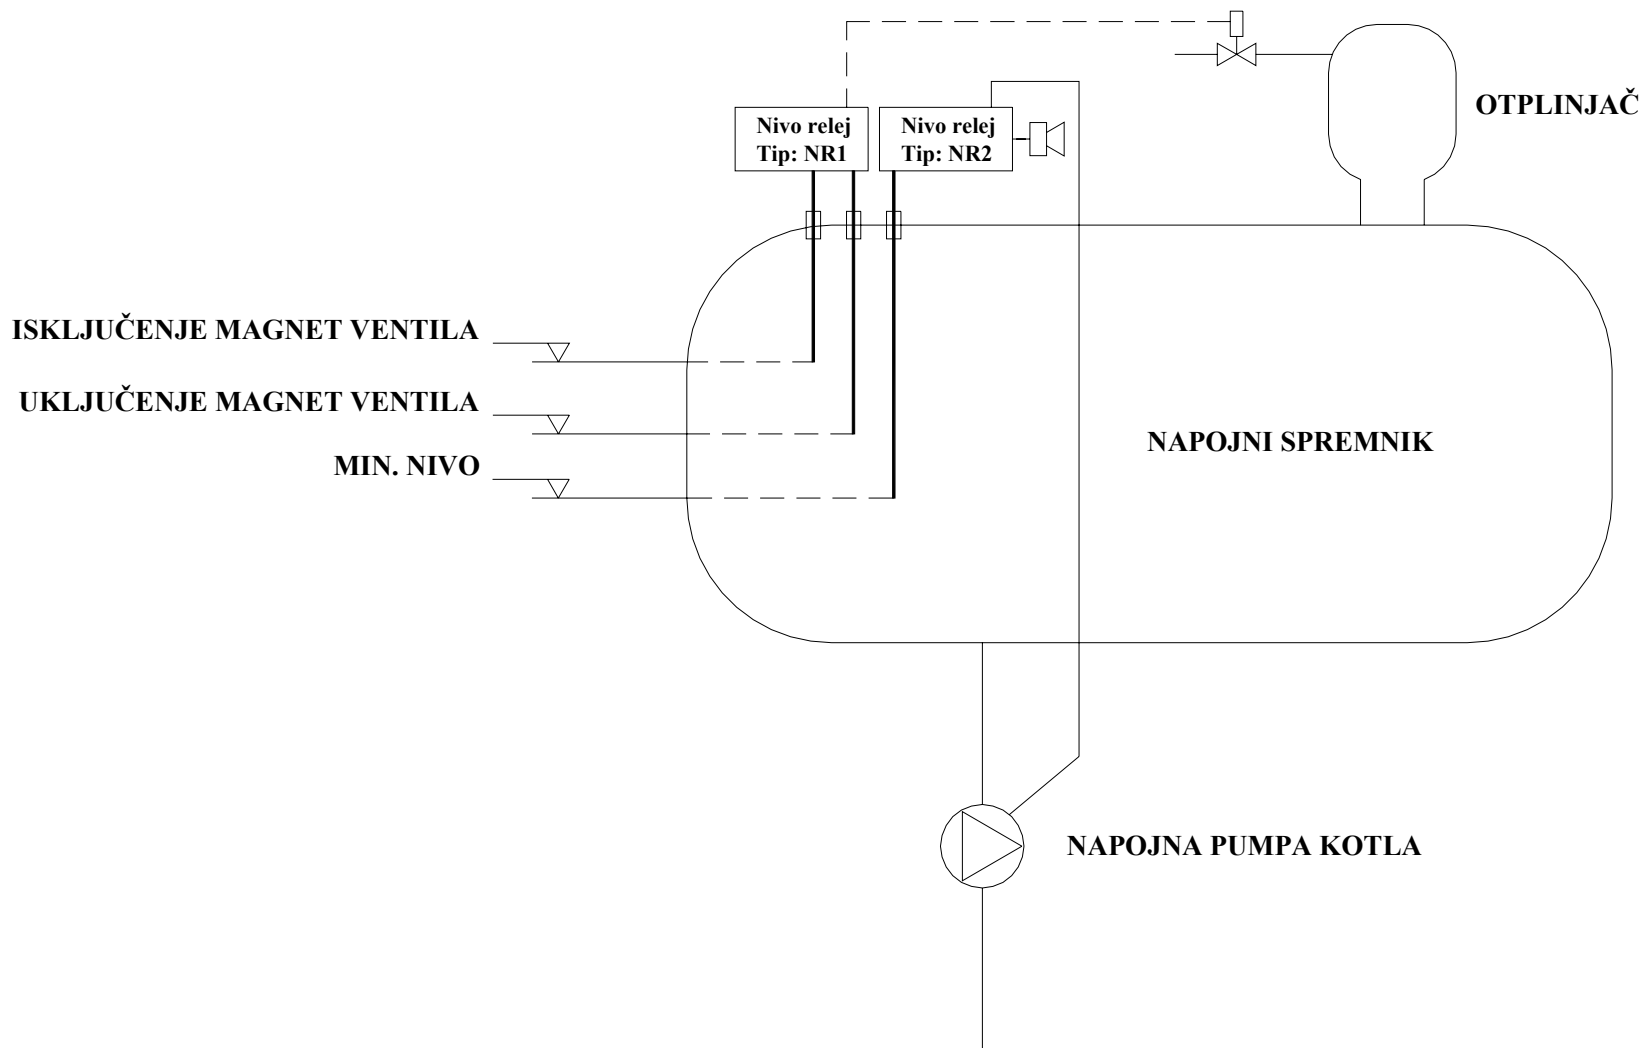 OTPLINJAČ
Nivo relej
Tip: NR1
Nivo relej
Tip: NR2
ISKLJUČENJE MAGNET VENTILA
UKLJUČENJE MAGNET VENTILA
MIN. NIVO
NAPOJNI SPREMNIK
NAPOJNA PUMPA KOTLA